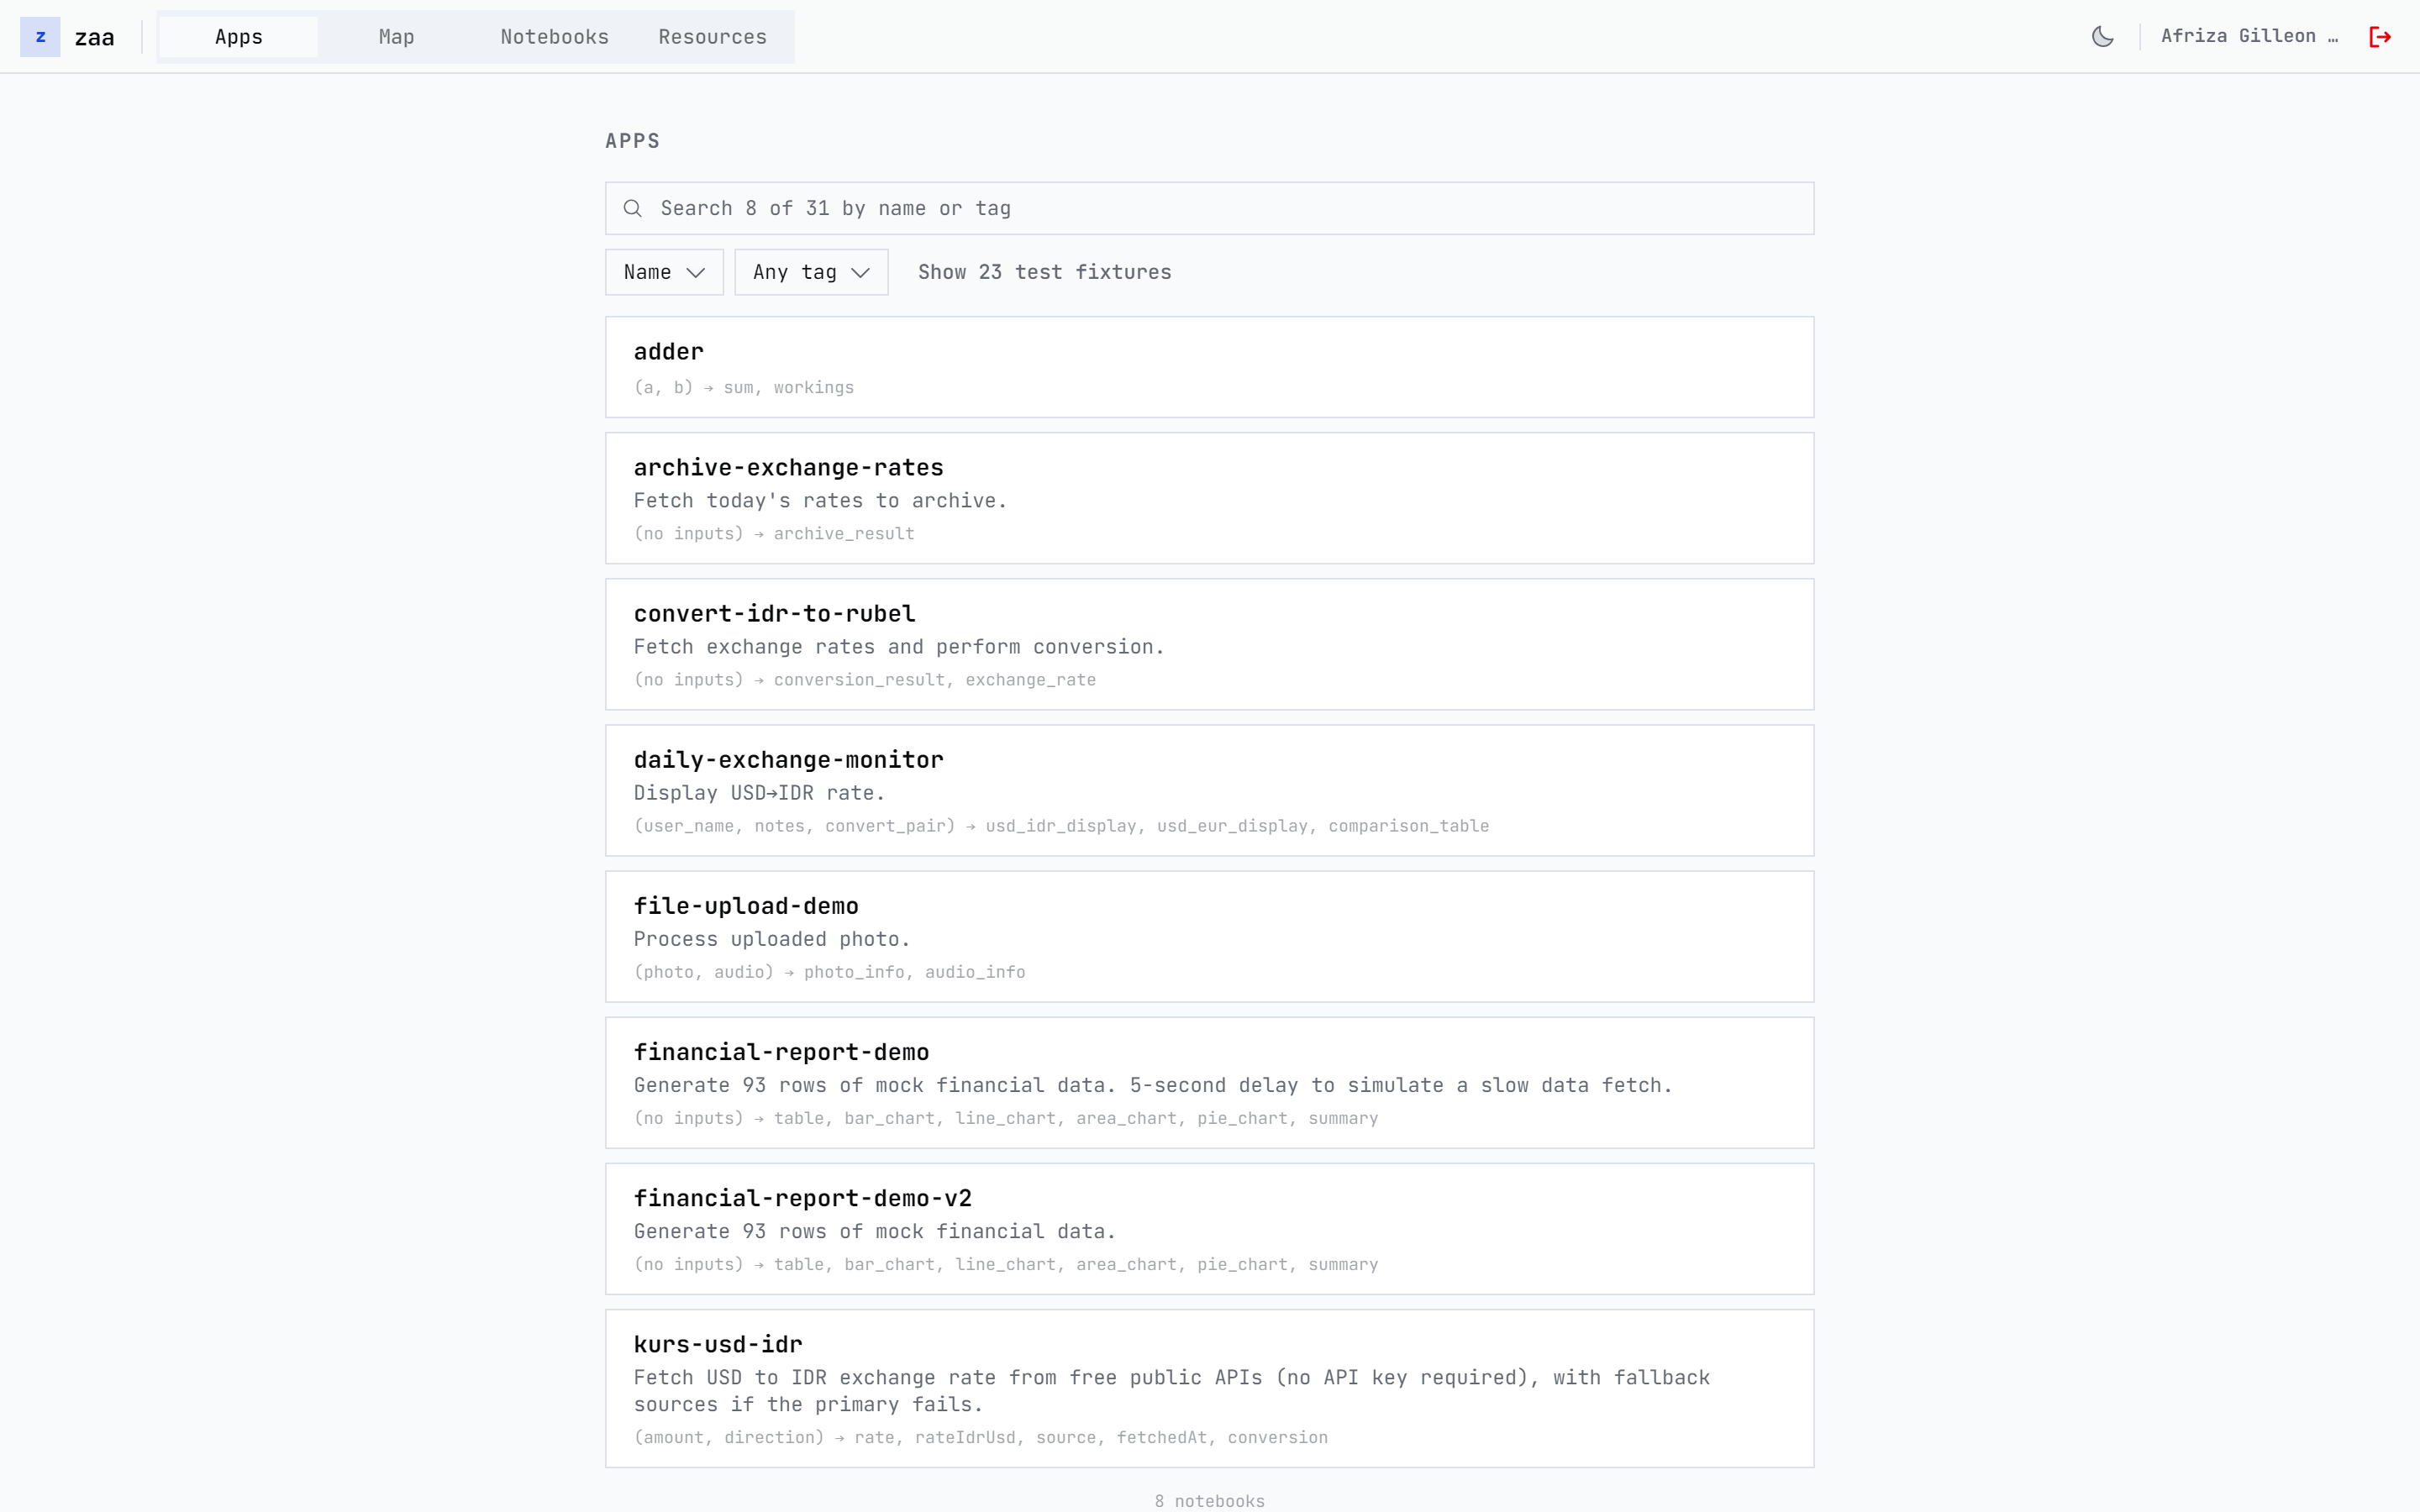 z zaa Apps Map Notebooks Resources Afriza Gilleon …
APPS
Search 8 of 31 by name or tag
Name Any tag Show 23 test fixtures
adder
(a, b) → sum, workings
archive-exchange-rates
Fetch today's rates to archive.
(no inputs) → archive_result
convert-idr-to-rubel
Fetch exchange rates and perform conversion.
(no inputs) → conversion_result, exchange_rate
daily-exchange-monitor
Display USD→IDR rate.
(user_name, notes, convert_pair) → usd_idr_display, usd_eur_display, comparison_table
file-upload-demo
Process uploaded photo.
(photo, audio) → photo_info, audio_info
financial-report-demo
Generate 93 rows of mock financial data. 5-second delay to simulate a slow data fetch.
(no inputs) → table, bar_chart, line_chart, area_chart, pie_chart, summary
financial-report-demo-v2
Generate 93 rows of mock financial data.
(no inputs) → table, bar_chart, line_chart, area_chart, pie_chart, summary
kurs-usd-idr
Fetch USD to IDR exchange rate from free public APIs (no API key required), with fallback
sources if the primary fails.
(amount, direction) → rate, rateIdrUsd, source, fetchedAt, conversion
8 notebooks